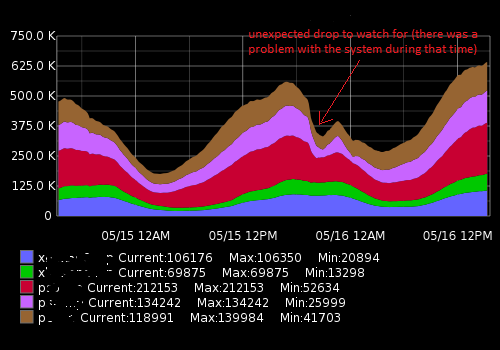 unexpected drop to watch for (there was a
problem with the system during that time)
750.0 K
625.0 K
500.0 K
375.0 K
250.0 K
125.0 K
0
05/15 12AM 05/15 12PM 05/16 12AM 05/16 12PM
Current:106176 Max:106350 Min:20894
Current:69875 Max:69875 Min:13298
Current:212153 Max:212153 Min:52634
Current:134242 Max:134242 Min:25999
Current:118991 Max:139984 Min:41703